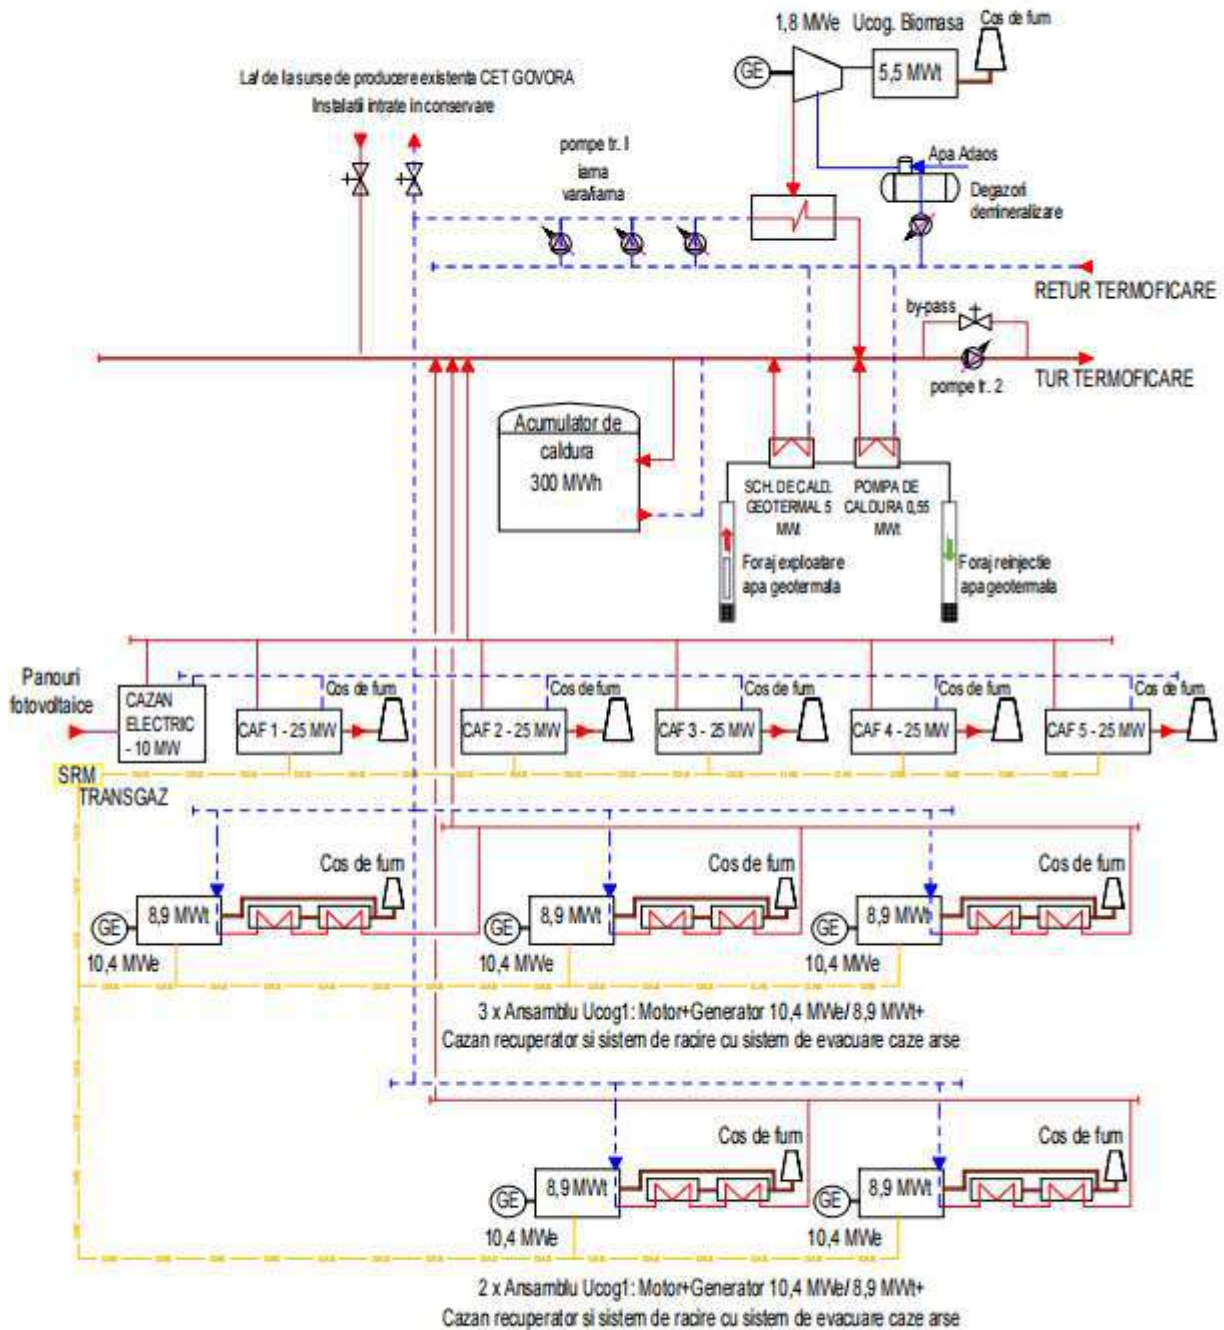 1,8 MWe Ucog. Biomasa
Cos de fum
GE
5,5 MWt
La/ de la surse de producere existenta CET GOVORA
Instalatii intrate in conservare
pompe tr. I
iarna
vara/iarna
Apa Adaos
Degazori
demineralizare
RETUR TERMOFICARE
by-pass
TUR TERMOFICARE
pompe tr. 2
Acumulator de
caldura
300 MWh
SCH. DE CALD.
GEOTERMAL 5
MWt
POMPA DE
CALDURA 0,55
MWt
Foraj exploatare
apa geotermala
Foraj reinjectie
apa geotermala
Panouri
fotovoltaice
CAZAN
ELECTRIC
- 10 MW
Cos de fum
Cos de fum
Cos de fum
Cos de fum
Cos de fum
CAF 1 - 25 MW
CAF 2 - 25 MW
CAF 3 - 25 MW
CAF 4 - 25 MW
CAF 5 - 25 MW
SRM
TRANSGAZ
Cos de fum
Cos de fum
Cos de fum
GE
8,9 MWt
GE
8,9 MWt
GE
8,9 MWt
10,4 MWe
10,4 MWe
10,4 MWe
3 x Ansamblu Ucog1: Motor+Generator 10,4 MWe/ 8,9 MWt+
Cazan recuperator si sistem de racire cu sistem de evacuare caze arse
Cos de fum
Cos de fum
GE
8,9 MWt
GE
8,9 MWt
10,4 MWe
10,4 MWe
2 x Ansamblu Ucog1: Motor+Generator 10,4 MWe/ 8,9 MWt+
Cazan recuperator si sistem de racire cu sistem de evacuare caze arse